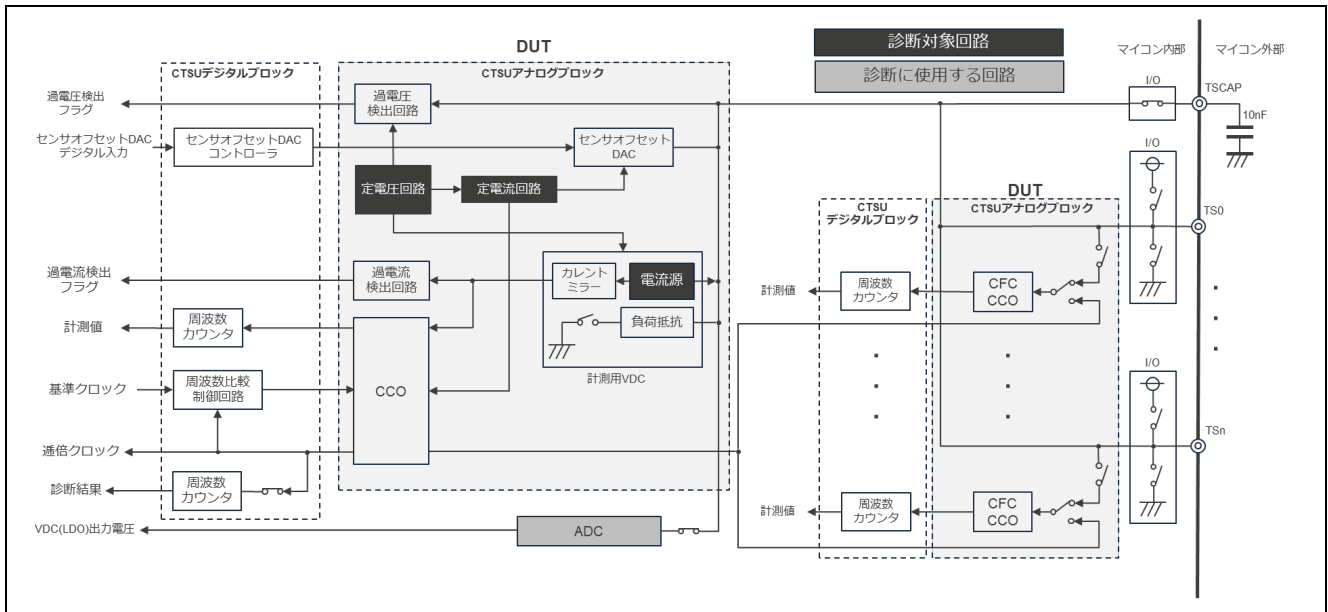 診断対象回路
診断に使用する回路
マイコン内部
マイコン外部
DUT
CTSUデジタルブロック
CTSUアナログブロック
I/O
TSCAP
10nF
過電圧検出
フラグ
過電圧
検出回路
センサオフセットDAC
デジタル入力
センサオフセットDAC
コントローラ
センサオフセット
DAC
定電圧回路
定電流回路
I/O
DUT
CTSU
デジタルブロック
CTSUアナログブロック
TS0
過電流検出
フラグ
過電流
検出回路
カレント
ミラー
電流源
負荷抵抗
計測用VDC
計測値
周波数
カウンタ
CFC
CCO
計測値
周波数
カウンタ
基準クロック
周波数比較
制御回路
CCO
I/O
逓倍クロック
TSn
診断結果
周波数
カウンタ
計測値
周波数
カウンタ
CFC
CCO
VDC(LDO)出力電圧
ADC